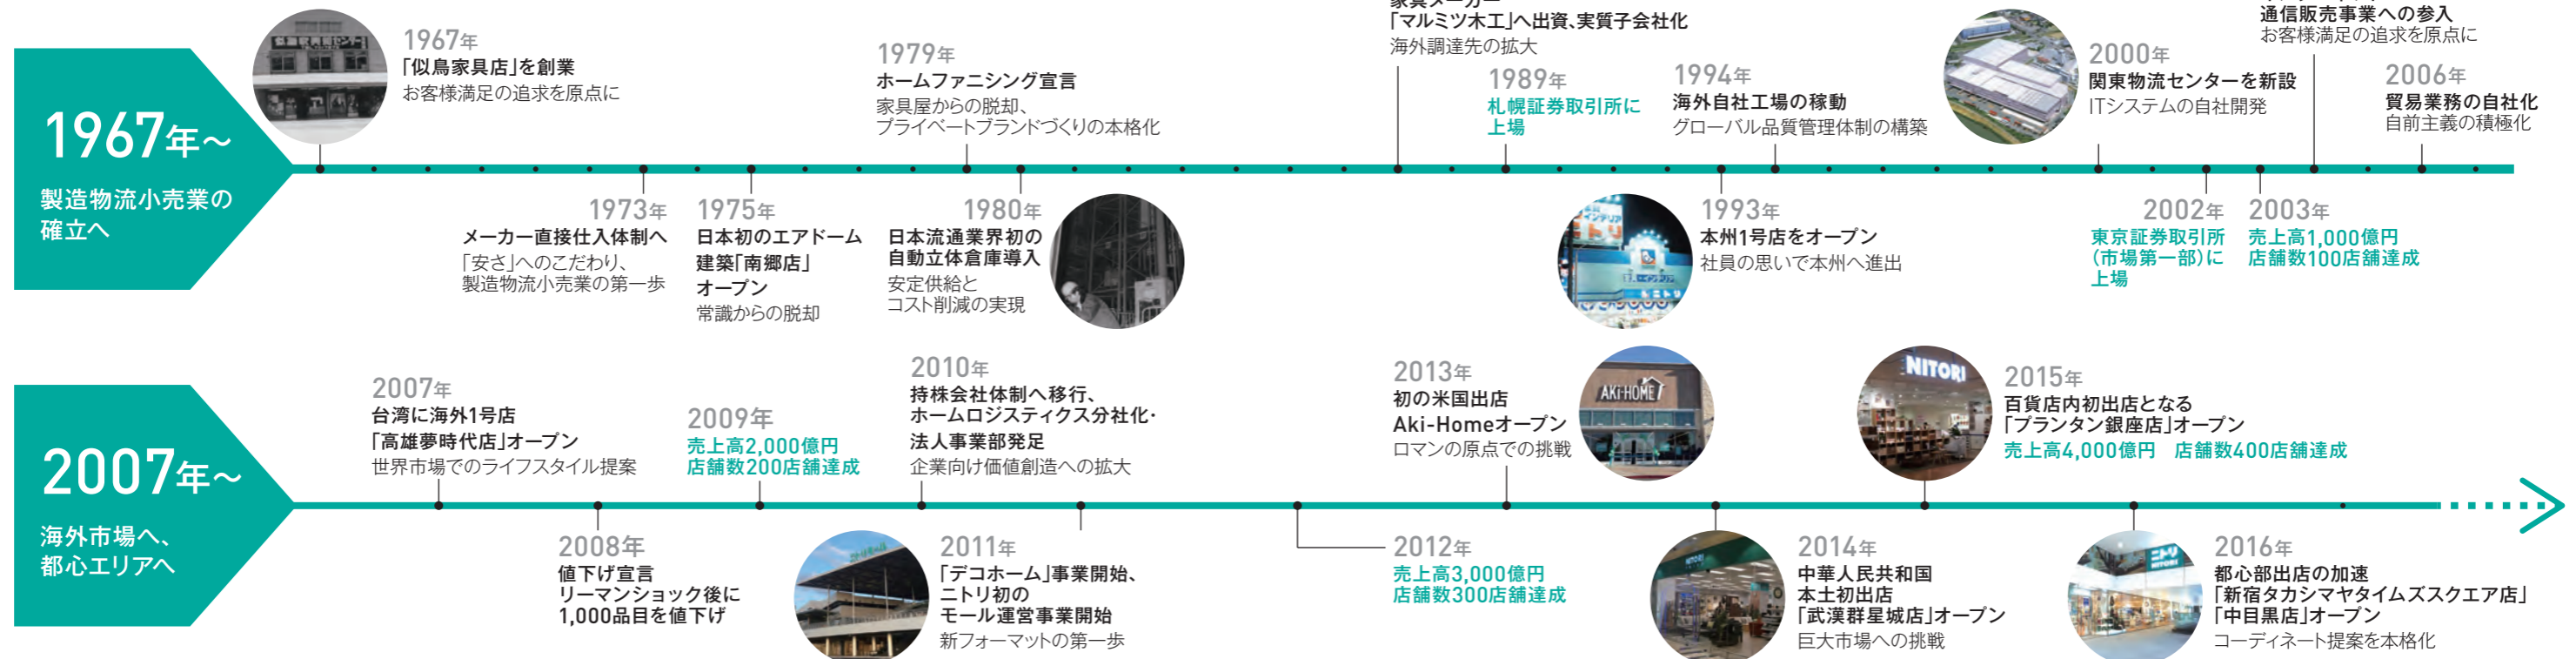 1967年～
製造物流小売業の
確立へ
1967年
「似鳥家具店」を創業
お客様満足の追求を原点に
1973年
メーカー直接仕入体制へ
「安さ」へのこだわり、
製造物流小売業の第一歩
1975年
日本初のエアドーム
建築「南郷店」
オープン
常識からの脱却
1979年
ホームファニシング宣言
家具屋からの脱却、
プライベートブランドづくりの本格化
1980年
日本流通業界初の
自動立体倉庫導入
安定供給と
コスト削減の実現
家具メーカー
「マルミツ木工」へ出資、実質子会社化
海外調達先の拡大
1989年
札幌証券取引所に
上場
1993年
本州1号店をオープン
社員の思いで本州へ進出
1994年
海外自社工場の稼動
グローバル品質管理体制の構築
2000年
関東物流センターを新設
ITシステムの自社開発
2002年
東京証券取引所
（市場第一部）に
上場
2003年
売上高1,000億円
店舗数100店舗達成
通信販売事業への参入
お客様満足の追求を原点に
2006年
貿易業務の自社化
自前主義の積極化
2007年～
海外市場へ、
都心エリアへ
2007年
台湾に海外1号店
「高雄夢時代店」オープン
世界市場でのライフスタイル提案
2008年
値下げ宣言
リーマンショック後に
1,000品目を値下げ
2009年
売上高2,000億円
店舗数200店舗達成
2010年
持株会社体制へ移行、
ホームロジスティクス分社化・
法人事業部発足
企業向け価値創造への拡大
2011年
「デコホーム」事業開始、
ニトリ初の
モール運営事業開始
新フォーマットの第一歩
2012年
売上高3,000億円
店舗数300店舗達成
2013年
初の米国出店
Aki-Homeオープン
ロマンの原点での挑戦
AKi-HOME
2014年
中華人民共和国
本土初出店
「武漢群星城店」オープン
巨大市場への挑戦
NITORI
2015年
百貨店内初出店となる
「プランタン銀座店」オープン
売上高4,000億円 店舗数400店舗達成
ニトリ
NITORI
2016年
都心部出店の加速
「新宿タカシマヤタイムズスクエア店」
「中目黒店」オープン
コーディネート提案を本格化